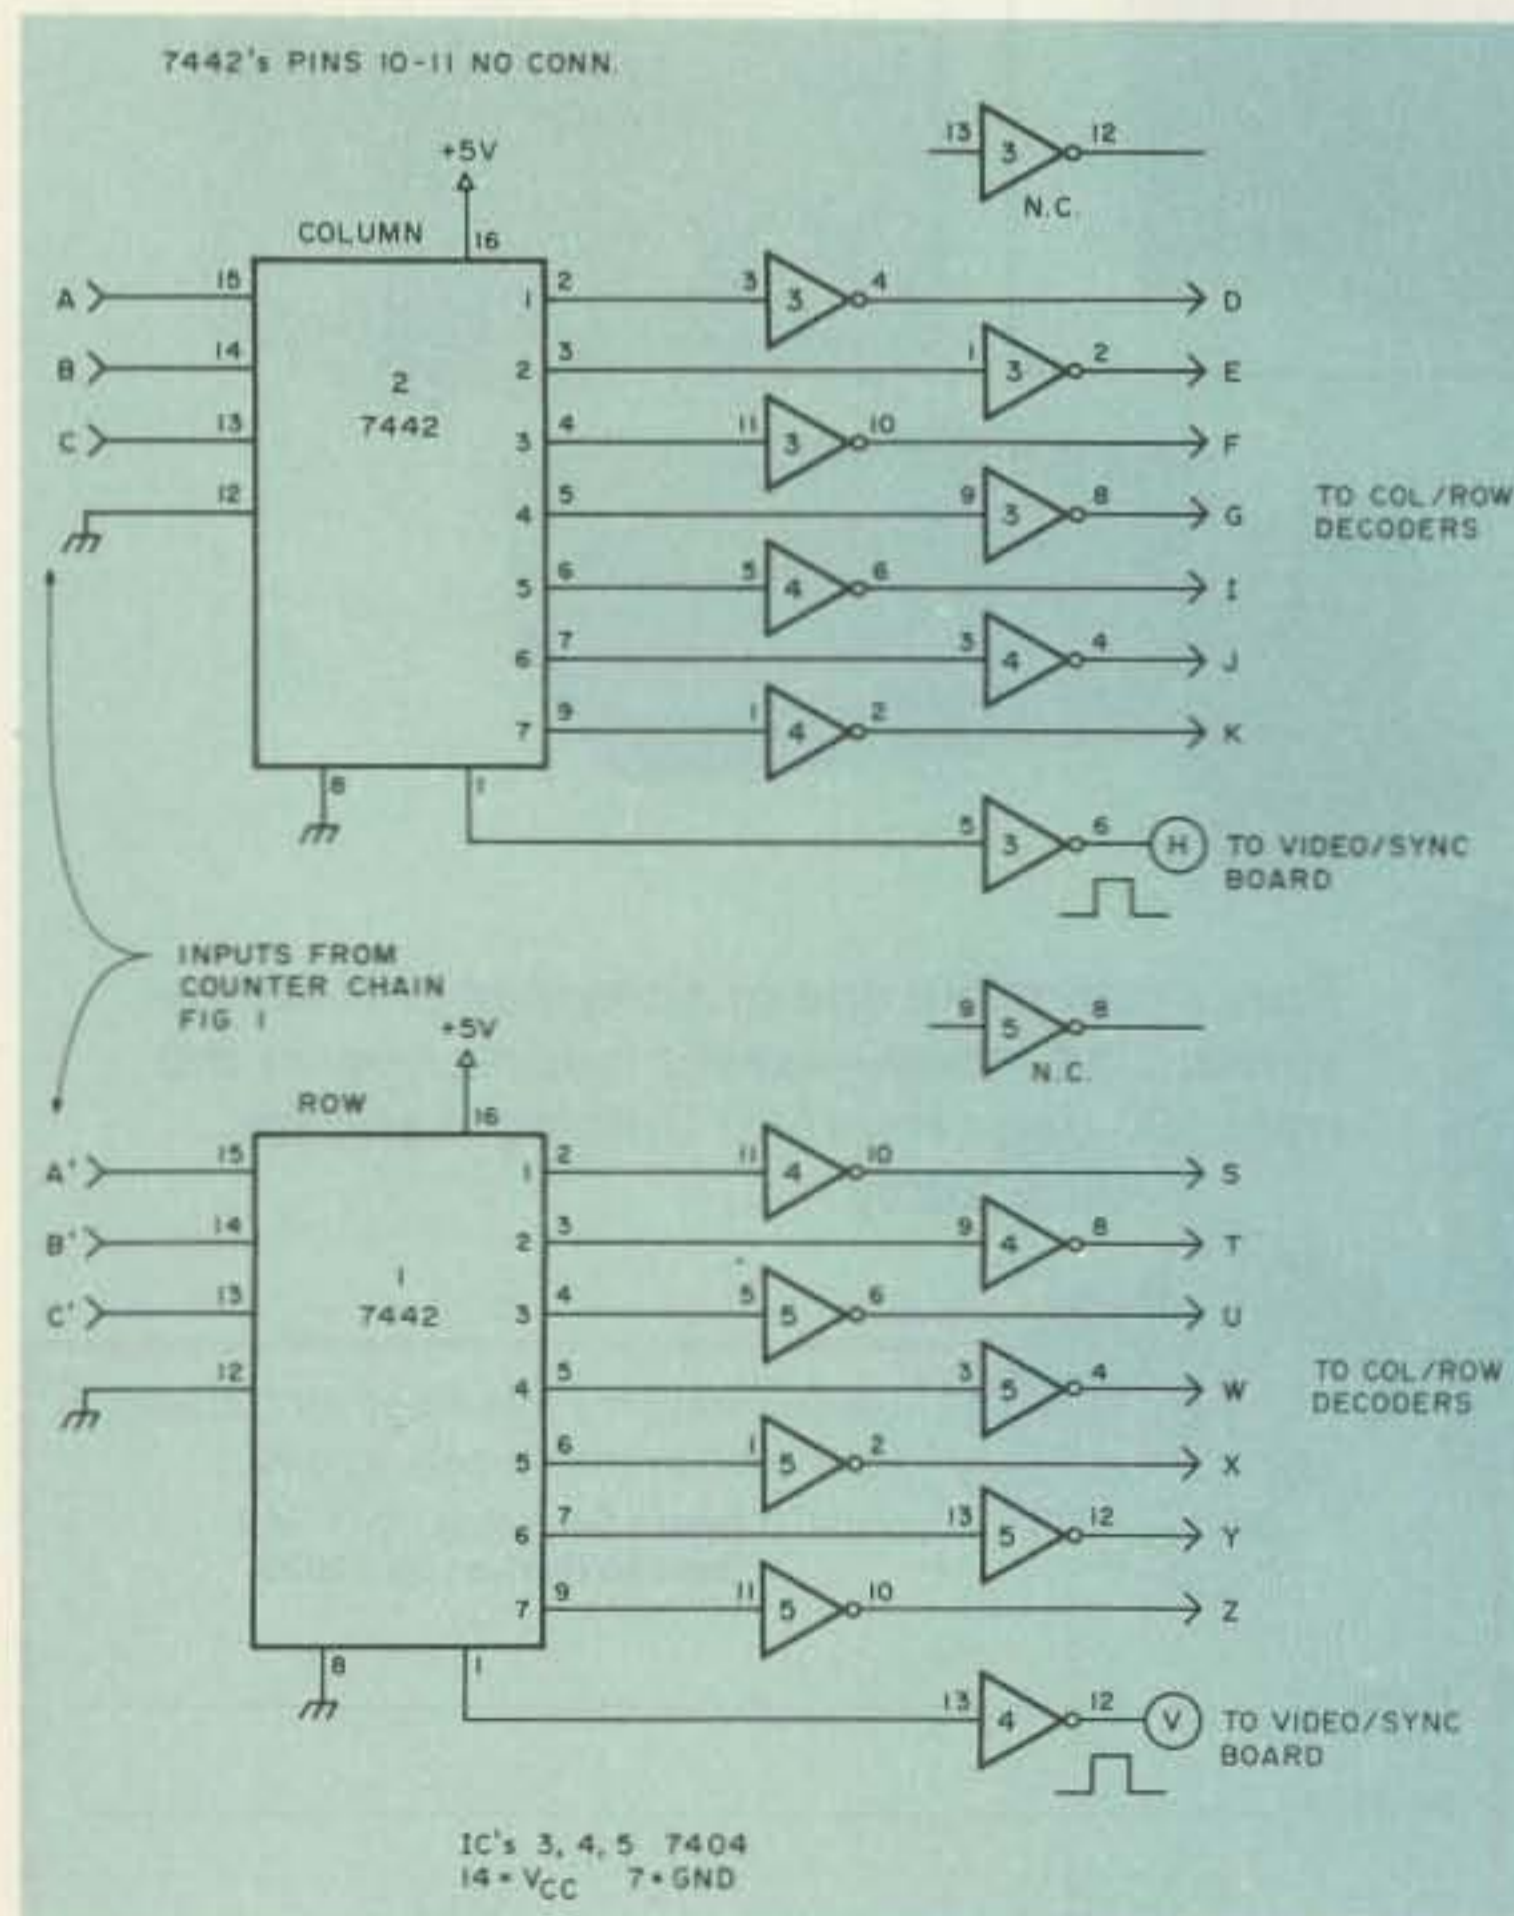 7442's PINS 10-11 NO CONN.
13 3 12
N.C.
+5V
COLUMN 16
A 15 1 2 3 3 4 D
B 14 2 3 1 3 2 E
2
7442
C 13 3 4 11 3 10 F
12 4 5 9 3 8 G
TO COL/ROW
DECODERS
5 6 5 4 6 I
6 7 3 4 4 J
7 9 1 4 2 K
8 1
5 3 6 H TO VIDEO/SYNC
BOARD
INPUTS FROM
COUNTER CHAIN
FIG 1
9 5 8
N.C.
+5V
ROW 16
A' 15 1 2 11 4 10 S
B' 14 2 3 9 4 8 T
1
7442
C' 13 3 4 5 5 6 U
12 4 5 3 5 4 W
TO COL/ROW
DECODERS
5 6 1 5 2 X
6 7 13 5 12 Y
7 9 11 5 10 Z
8 1
13 4 12 V TO VIDEO/SYNC
BOARD
IC's 3, 4, 5 7404
14 = VCC 7 = GND